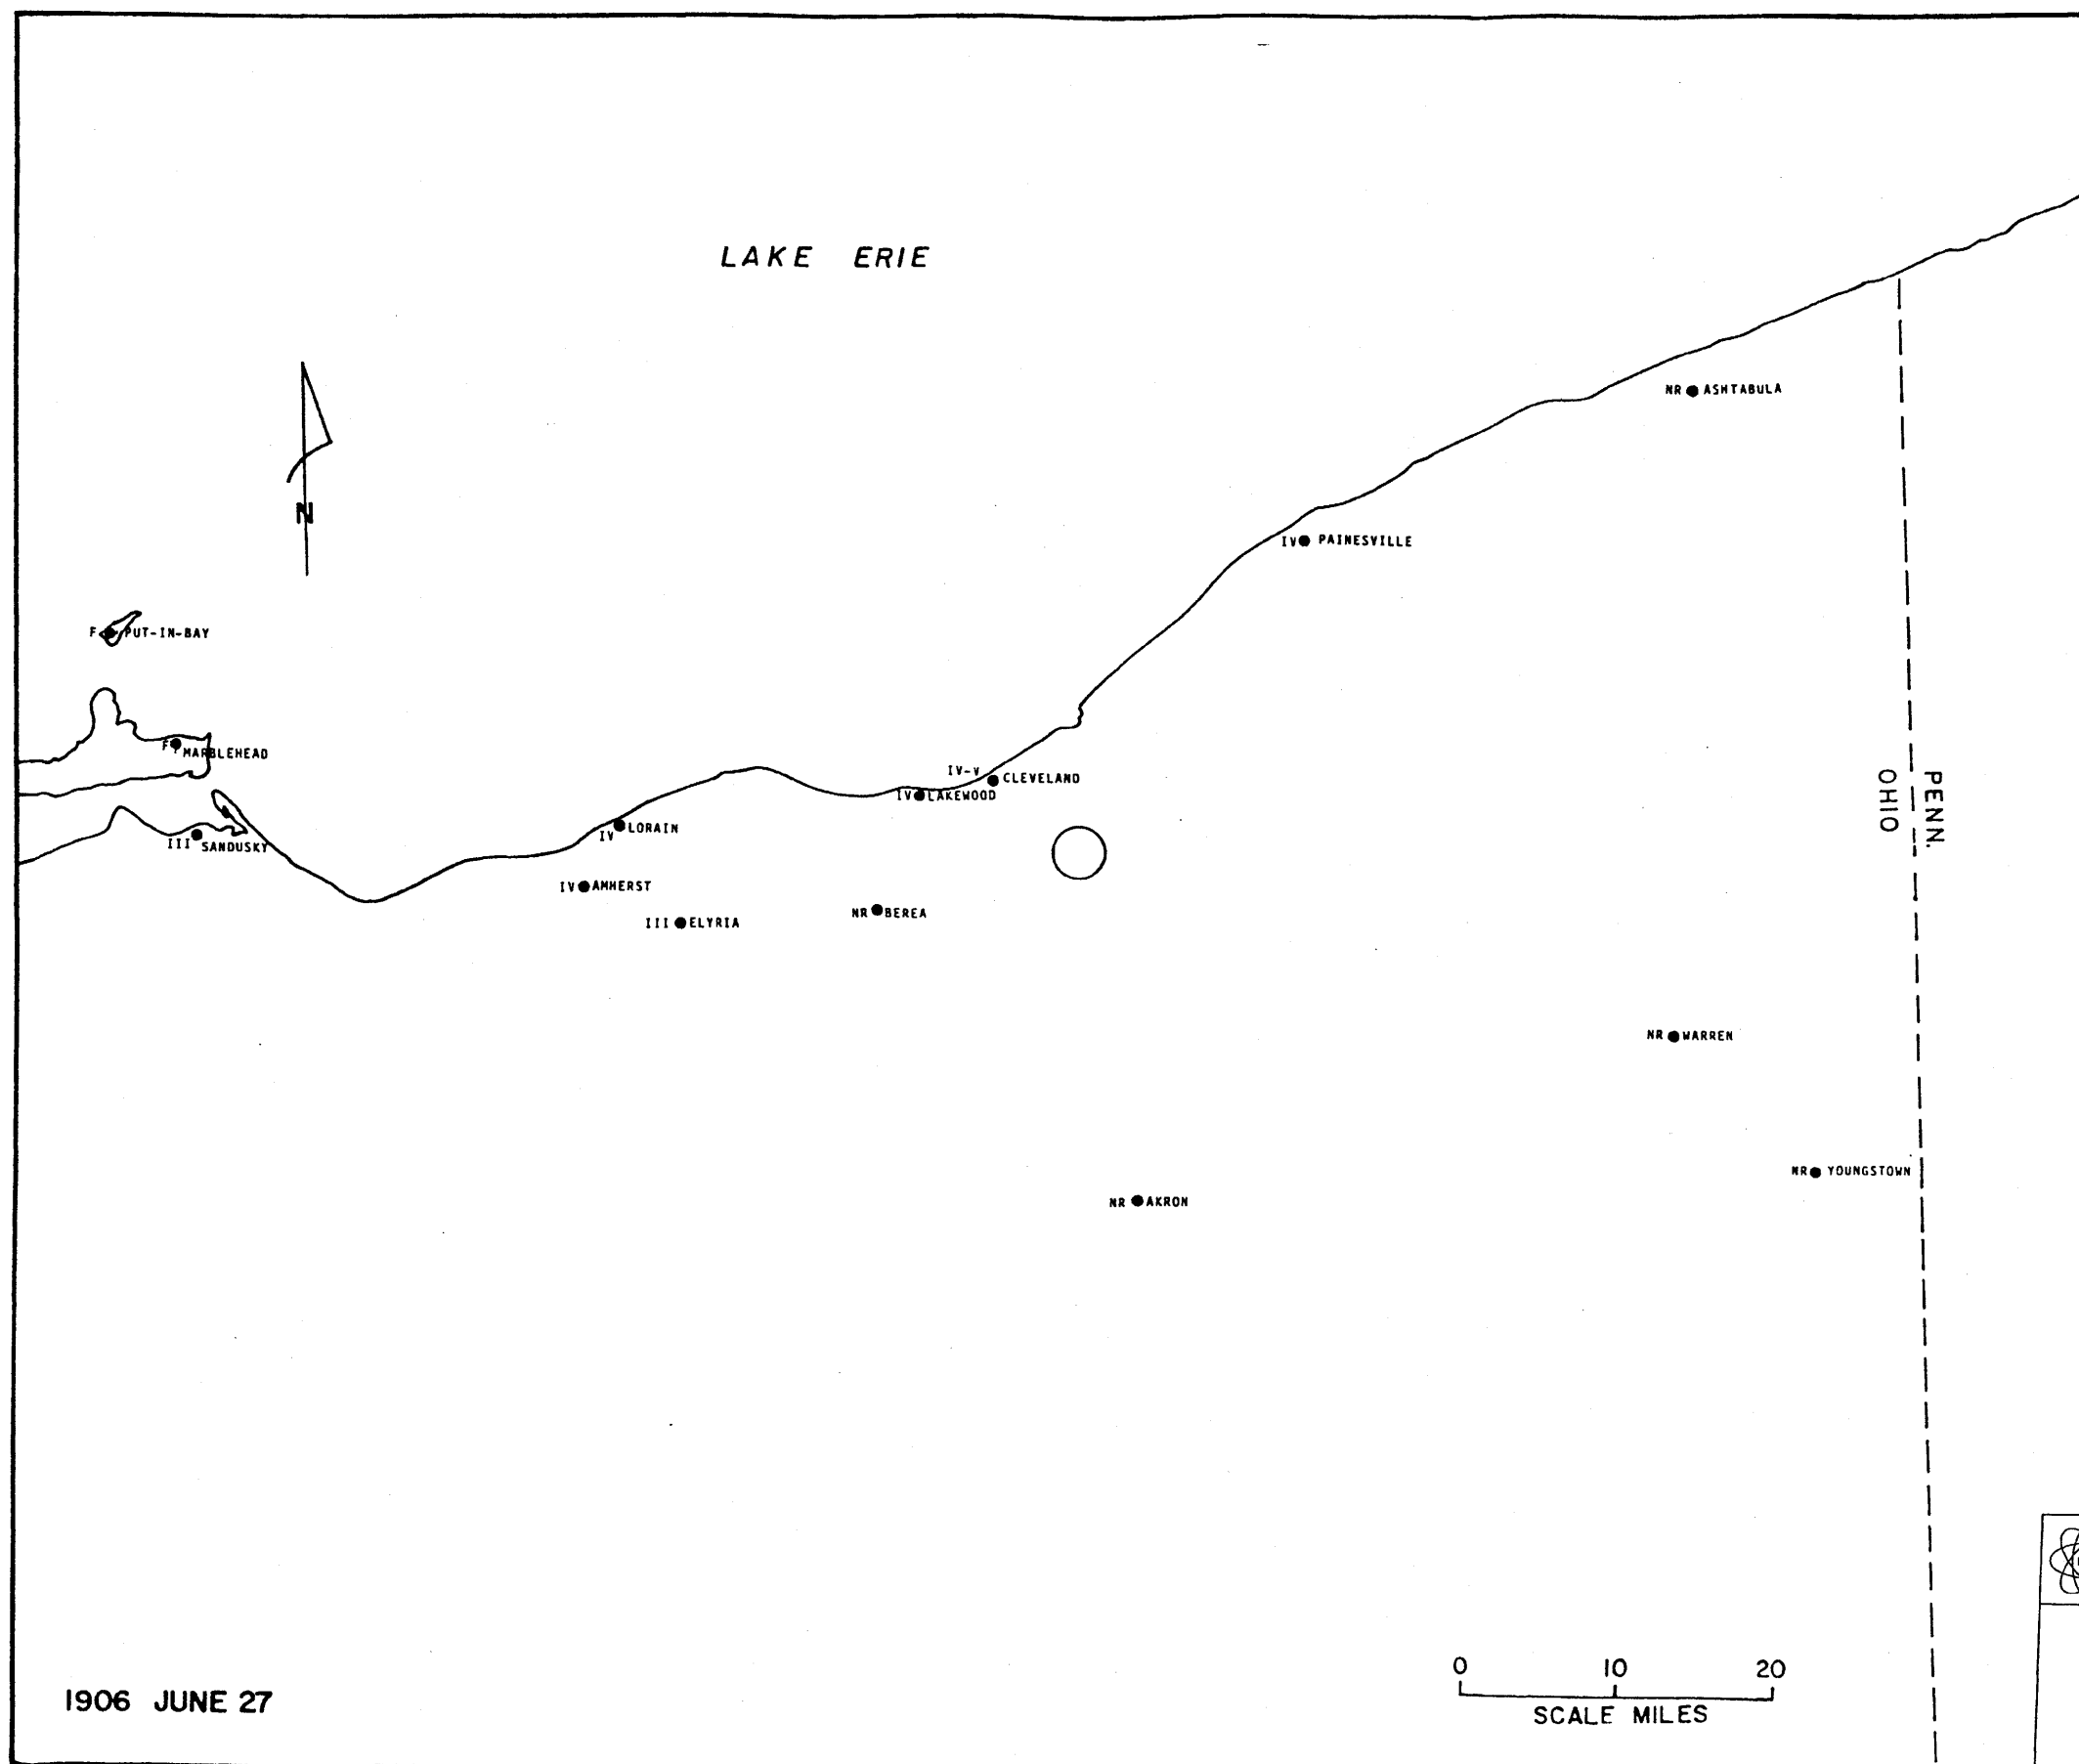 LAKE ERIE
NR ASHTABULA
N
IV PAINESVILLE
F PUT-IN-BAY
F MARBLEHEAD
IV-V CLEVELAND
IV LAKEWOOD
IV LORAIN
III SANDUSKY
PENN.
OHIO
IV AMHERST
III ELYRIA
NR BEREA
NR WARREN
NR YOUNGSTOWN
NR AKRON
0 10 20
SCALE MILES
1906 JUNE 27